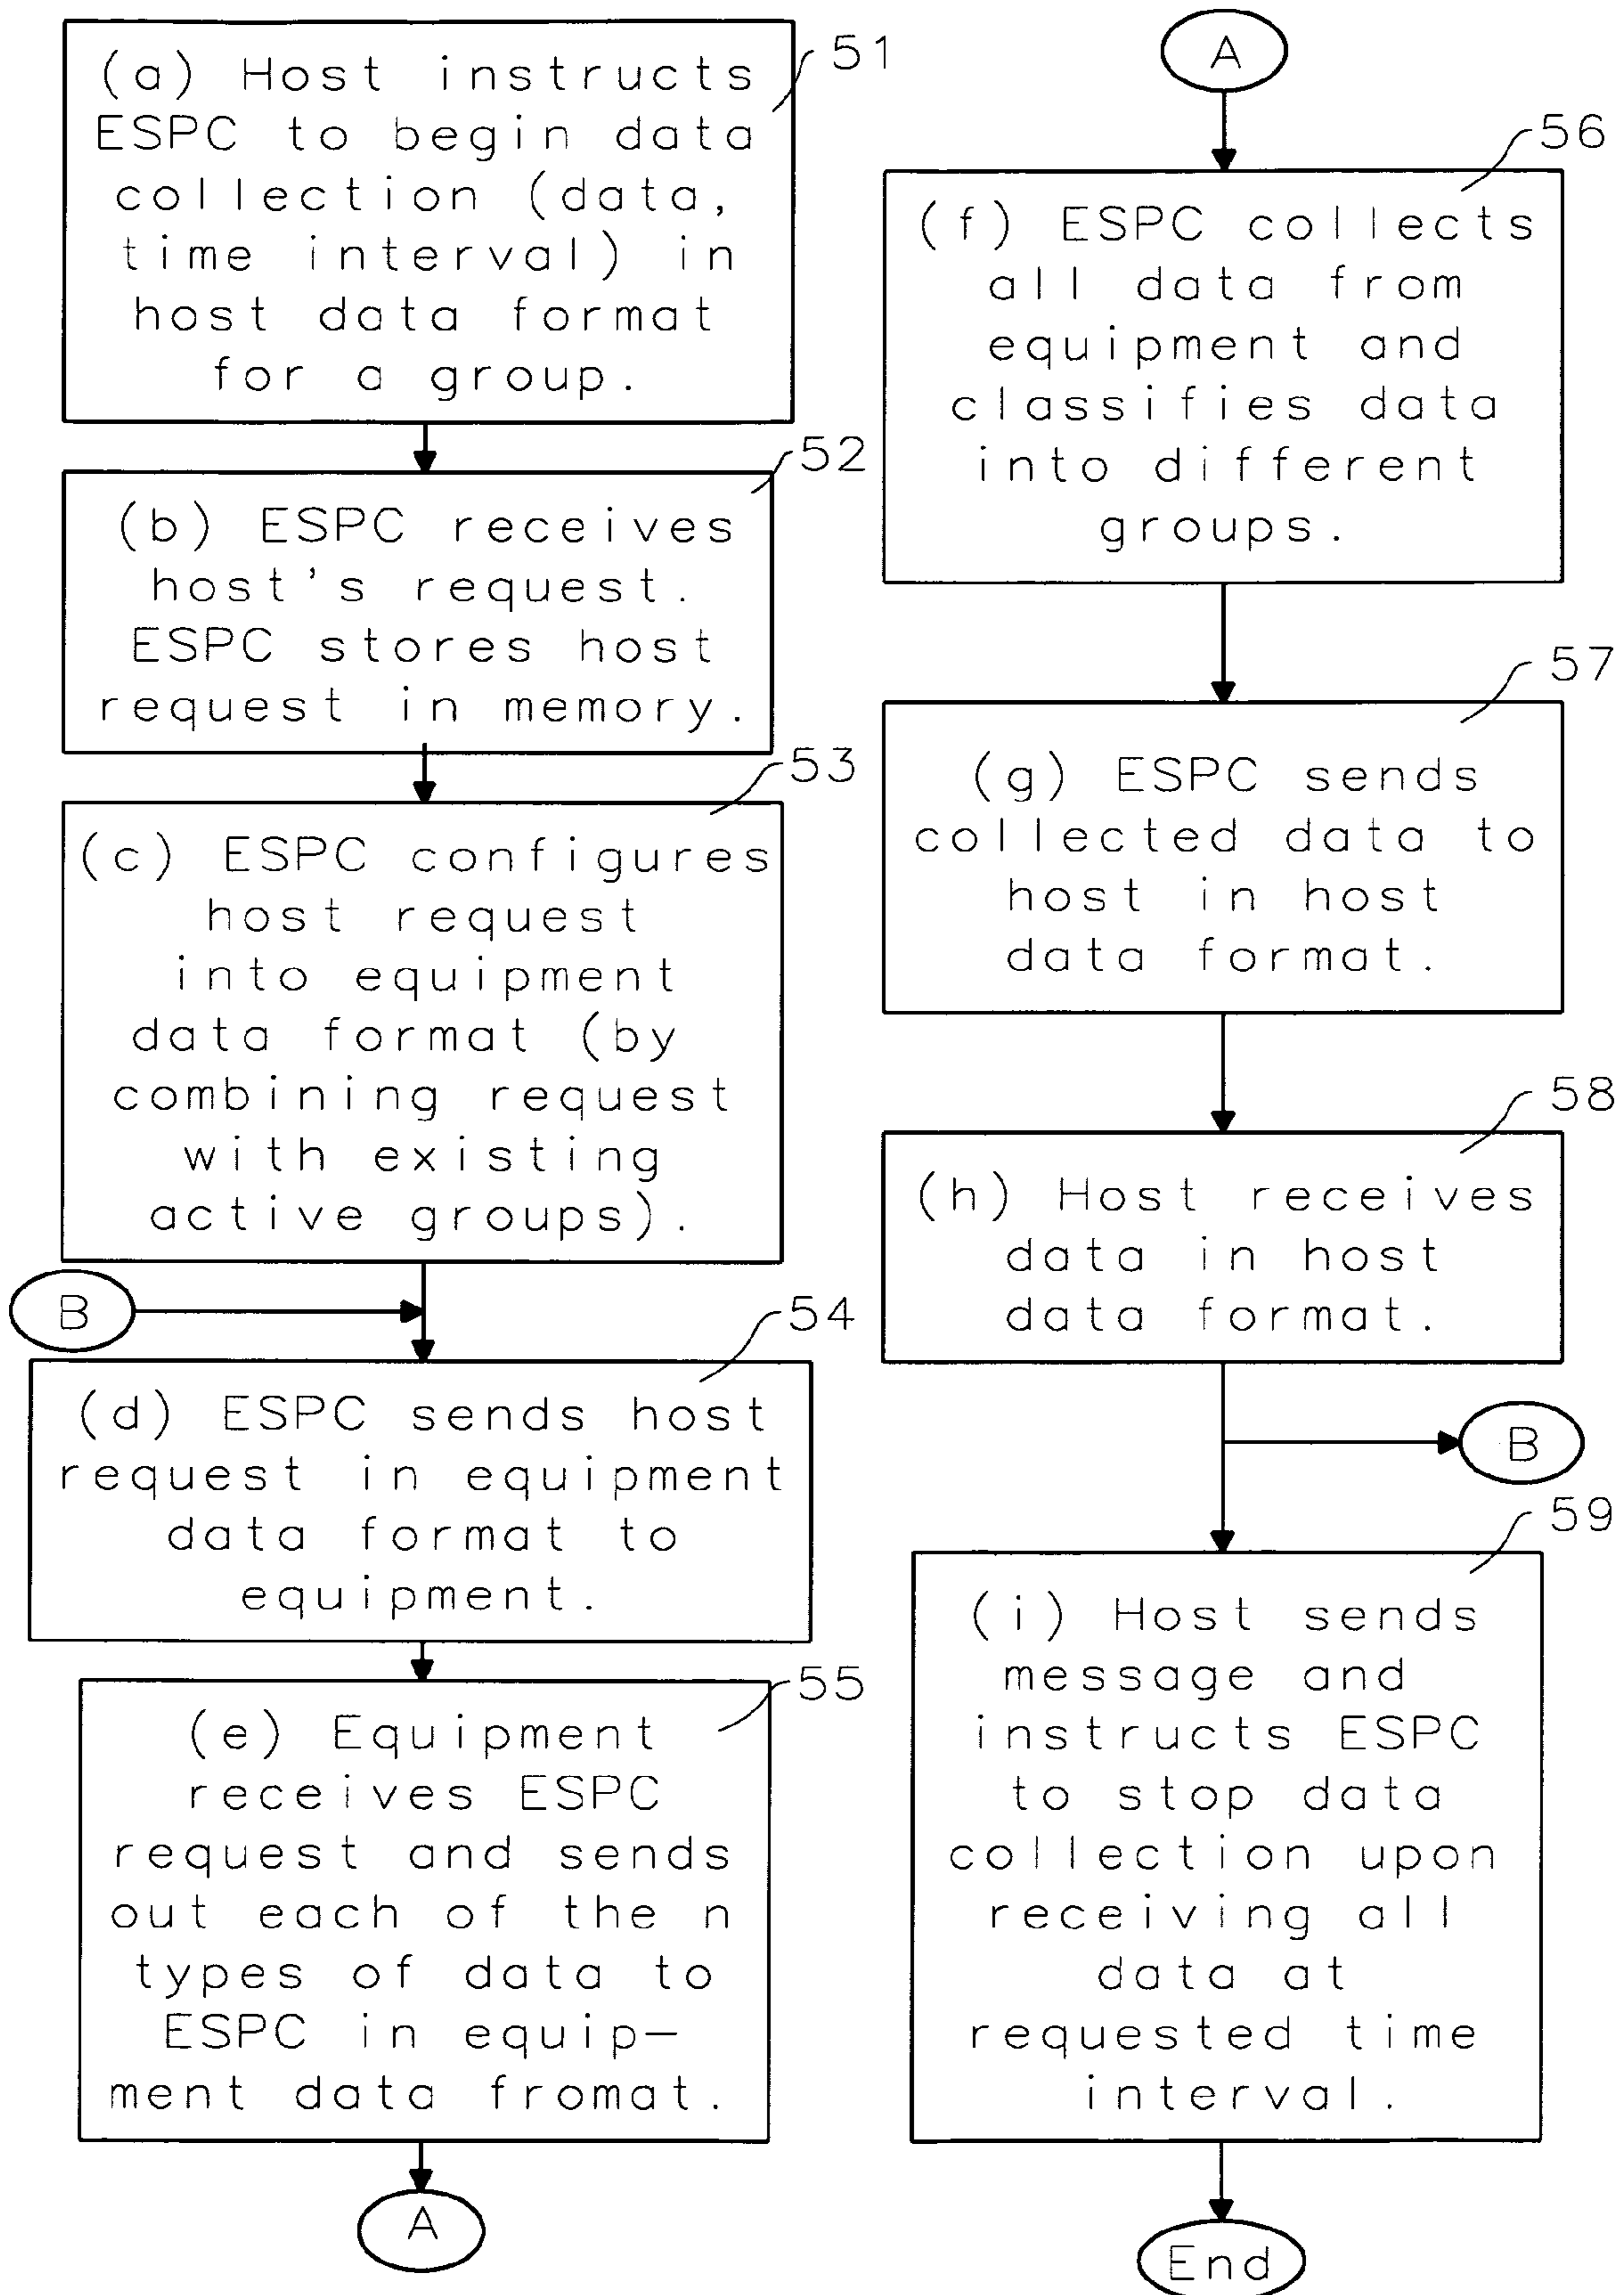 (a) Host instructs
ESPC to begin data
collection (data,
time interval) in
host data format
for a group.
51
(b) ESPC receives
host's request.
ESPC stores host
request in memory.
52
(c) ESPC configures
host request
into equipment
data format (by
combining request
with existing
active groups).
53
B
(d) ESPC sends host
request in equipment
data format to
equipment.
54
(e) Equipment
receives ESPC
request and sends
out each of the n
types of data to
ESPC in equip-
ment data fromat.
55
A
A
(f) ESPC collects
all data from
equipment and
classifies data
into different
groups.
56
(g) ESPC sends
collected data to
host in host
data format.
57
(h) Host receives
data in host
data format.
58
B
(i) Host sends
message and
instructs ESPC
to stop data
collection upon
receiving all
data at
requested time
interval.
59
End